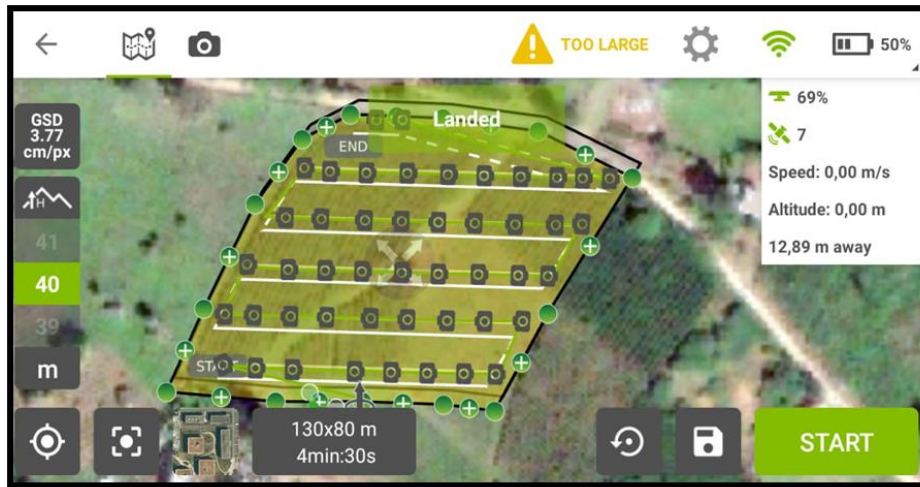 TOO LARGE
50%
GSD
3.77
cm/px
Landed
69%
7
Speed: 0,00 m/s
Altitude: 0,00 m
12,89 m away
END
H
41
40
39
m
START
130x80 m
4min:30s
START